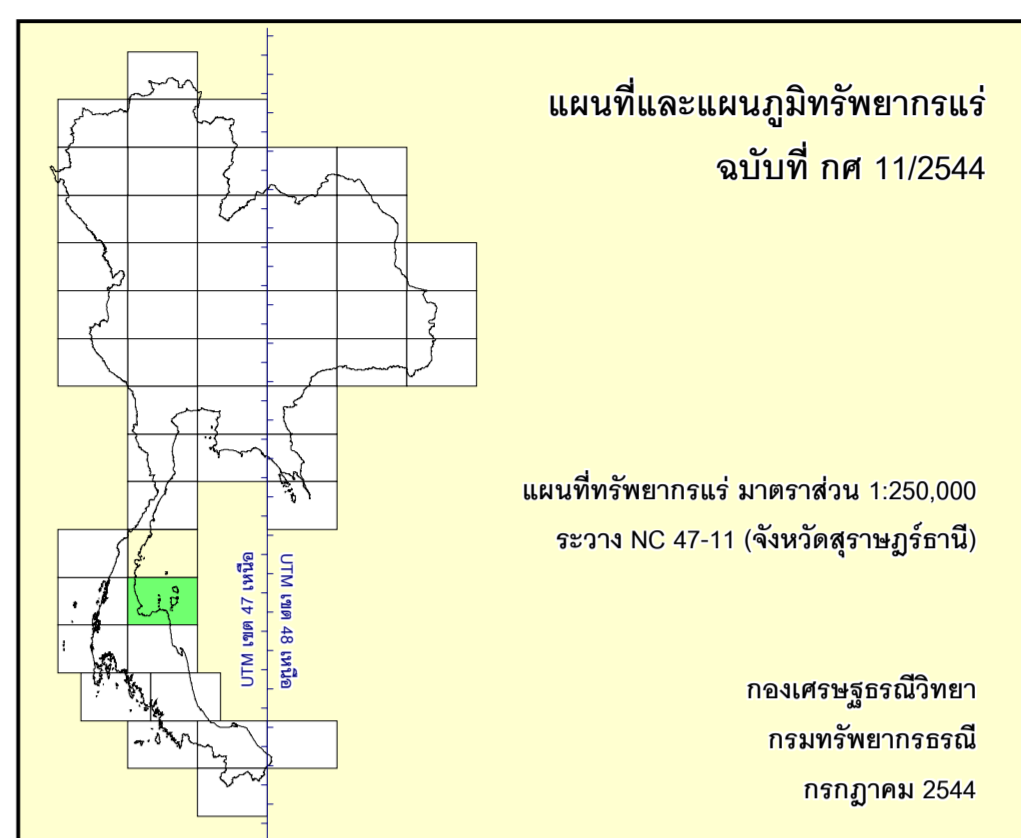 แผนที่และแผนภูมิทรัพยากรแร่
ฉบับที่ กศ 11/2544
แผนที่ทรัพยากรแร่ มาตราส่วน 1:250,000
ระวาง NC 47-11 (จังหวัดสุราษฎร์ธานี)
UTM เขต 47 เหนือ
UTM เขต 48 เหนือ
กองเศรษฐธรณีวิทยา
กรมทรัพยากรธรณี
กรกฎาคม 2544